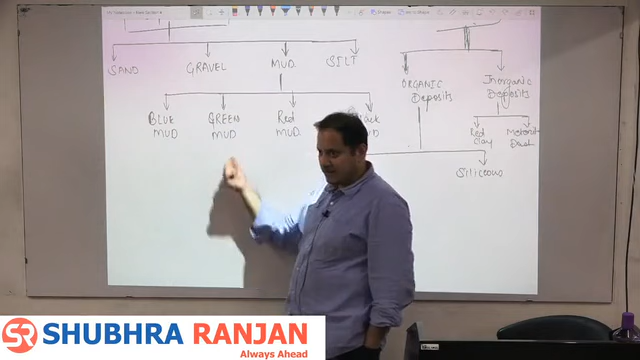 SAND GRAVEL MUD SILT
ORGANIC Deposits
Inorganic Deposits
BLUE MUD
GREEN MUD
Red MUD
Red Clay
SILICEOUS
SR SHUBHRA RANJAN
Always Ahead